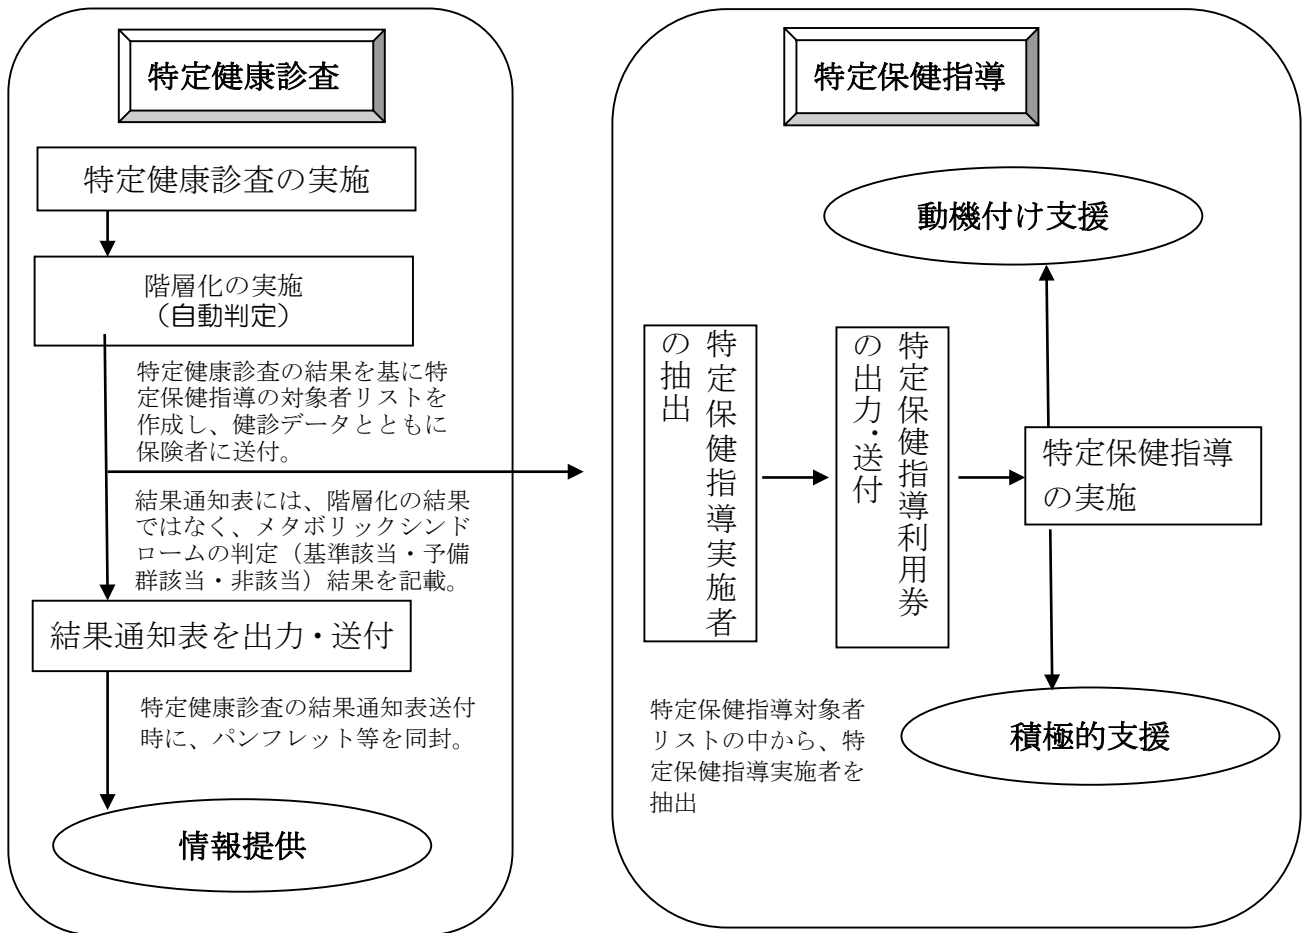 特定健康診査
特定健康診査の実施
階層化の実施
（自動判定）
特定健康診査の結果を基に特
定保健指導の対象者リストを
作成し、健診データとともに
保険者に送付。
結果通知表には、階層化の結果
ではなく、メタボリックシンド
ロームの判定（基準該当・予備
群該当・非該当）結果を記載。
結果通知表を出力・送付
特定健康診査の結果通知表送付
時に、パンフレット等を同封。
情報提供
特定保健指導
動機付け支援
特定保健指導実施者
の抽出
特定保健指導利用券
の出力・送付
特定保健指導
の実施
特定保健指導対象者
リストの中から、特
定保健指導実施者を
抽出
積極的支援